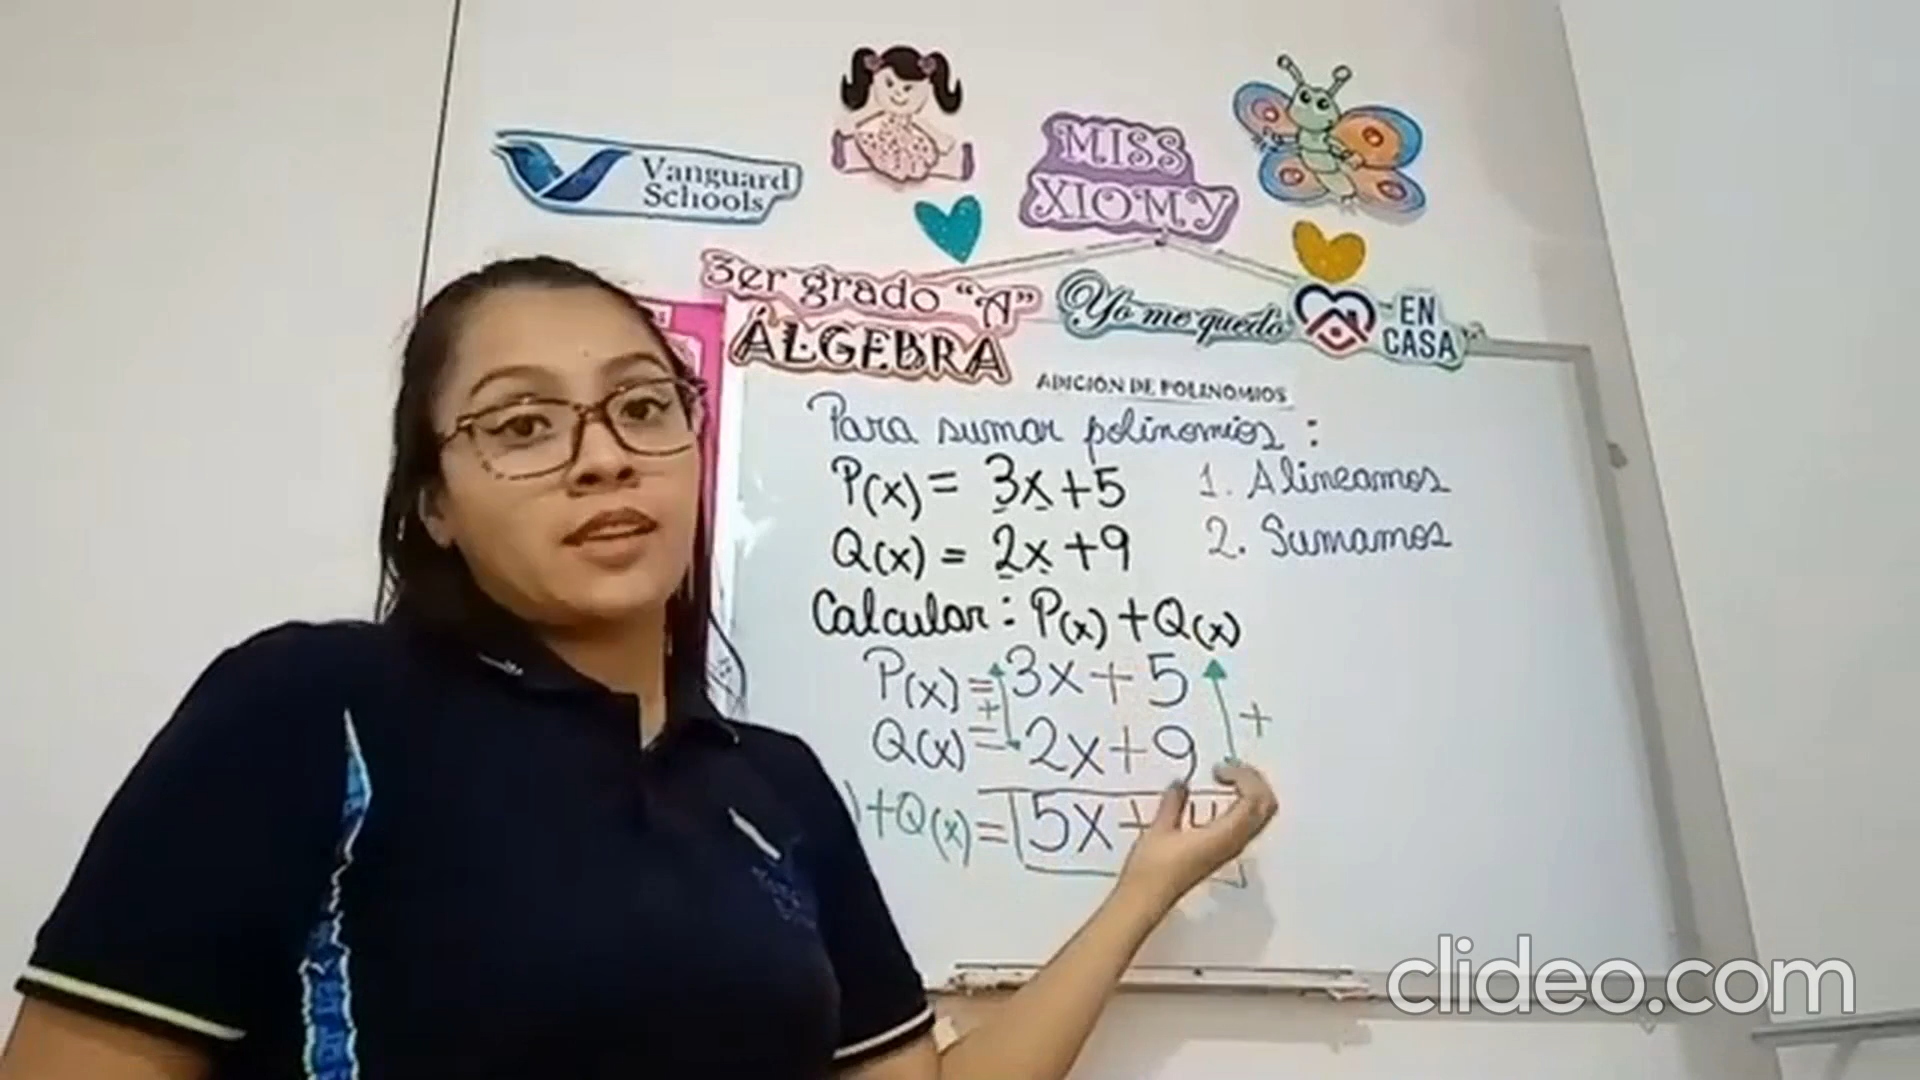 Vanguard
Schools
MISS
XIOMY
3er grado "A"
ÁLGEBRA
Yo me quedo EN CASA
ADICIÓN DE POLINOMIOS
Para sumar polinomios:
P(x) = 3x+5
1. Alineamos
Q(x) = 2x+9
2. Sumamos
Calcular: P(x)+Q(x)
P(x)=3x+5
+ +
Q(x)=2x+9
)+Q(x)=5x+
clideo.com